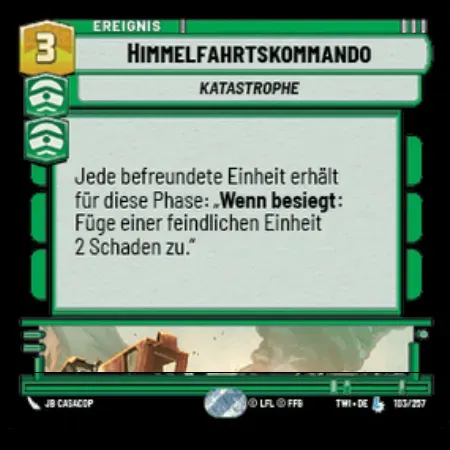 EREIGNIS
3
HIMMELFAHRTSKOMMANDO
KATASTROPHE
Jede befreundete Einheit erhält
für diese Phase: „Wenn besiegt:
Füge einer feindlichen Einheit
2 Schaden zu.“
JB CASACOP
© LFL © FFG
TWI • DE
103/257